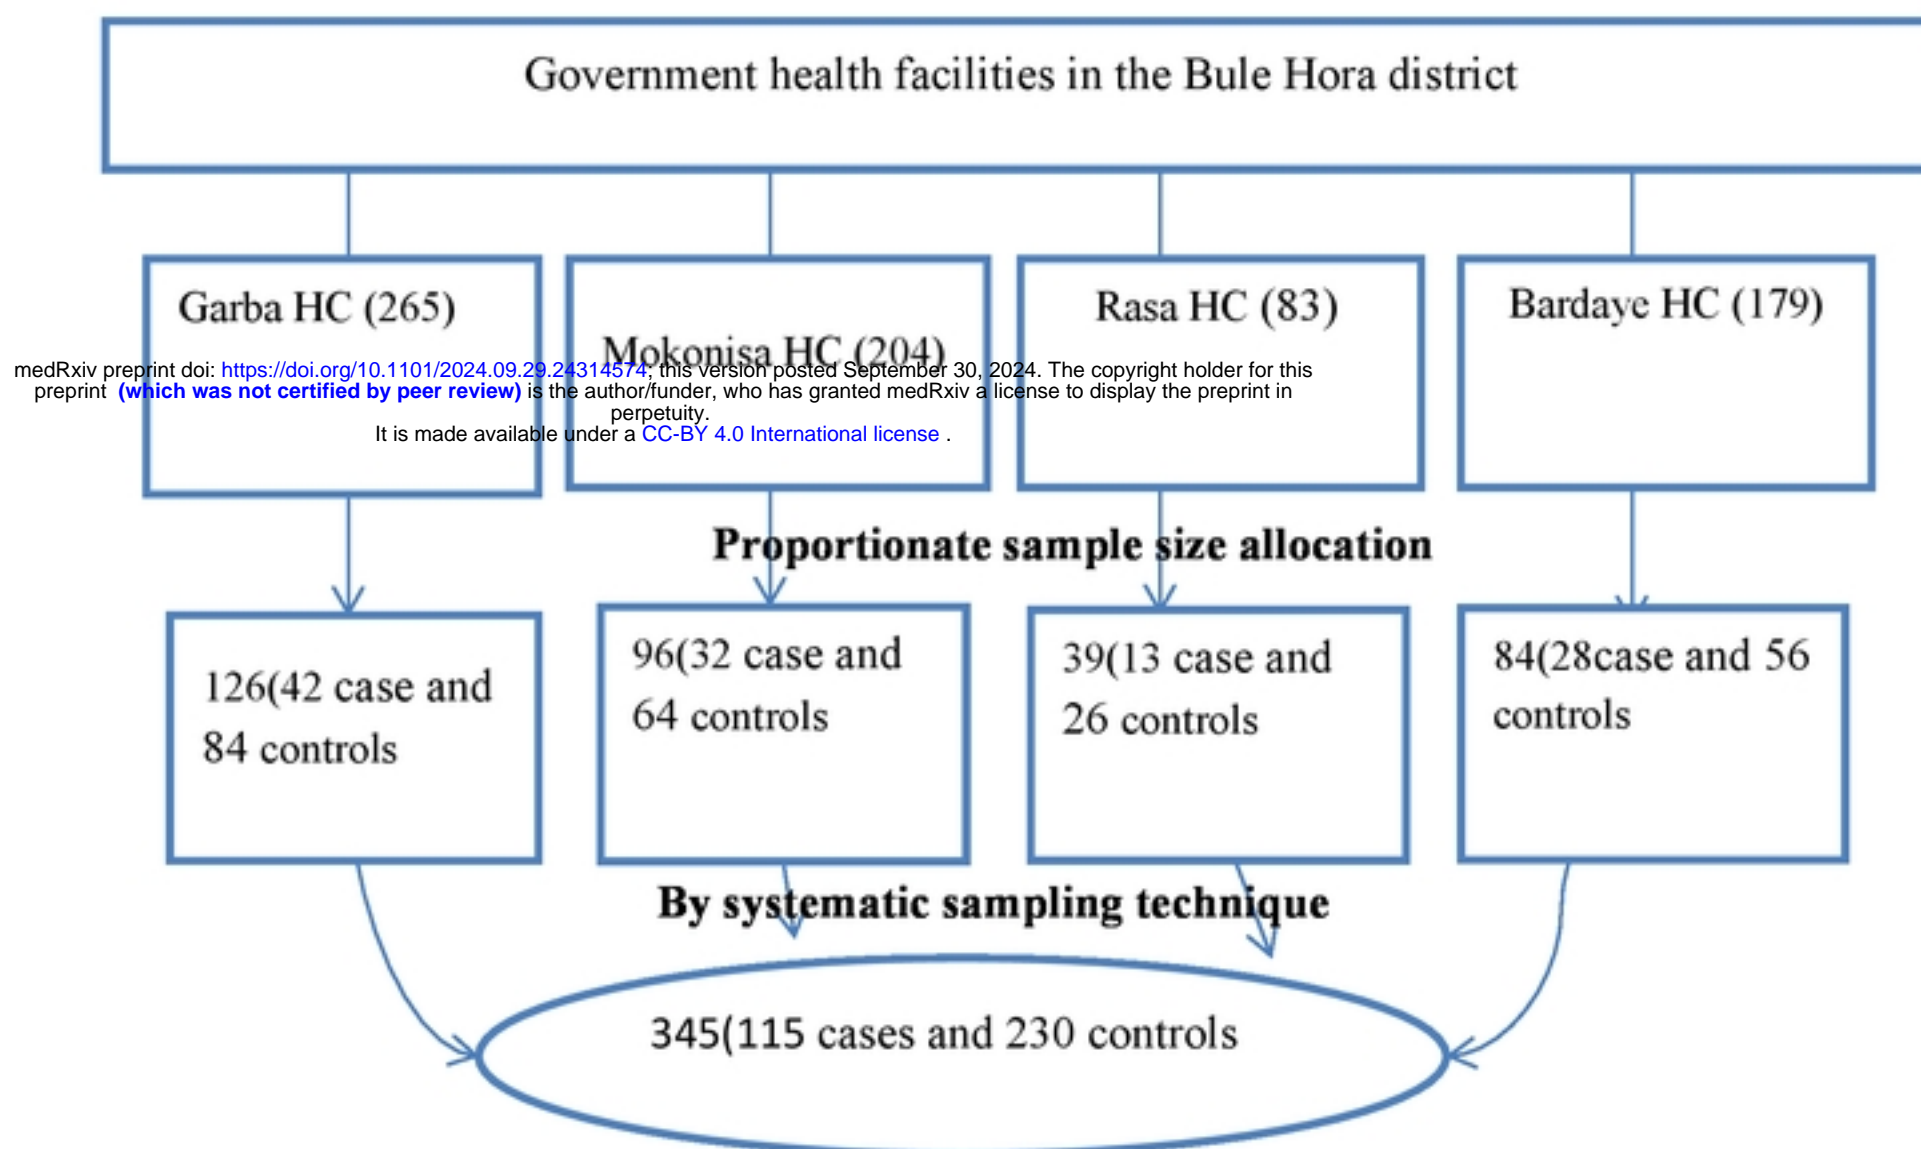 Government health facilities in the Bule Hora district
Garba HC (265)
Mokonisa HC (204)
Rasa HC (83)
Bardaye HC (179)
medRxiv preprint doi: https://doi.org/10.1101/2024.09.29.24314574; this version posted September 30, 2024. The copyright holder for this
preprint (which was not certified by peer review) is the author/funder, who has granted medRxiv a license to display the preprint in
perpetuity.
It is made available under a CC-BY 4.0 International license .
Proportionate sample size allocation
126(42 case and
84 controls
96(32 case and
64 controls
39(13 case and
26 controls
84(28case and 56
controls
By systematic sampling technique
345(115 cases and 230 controls